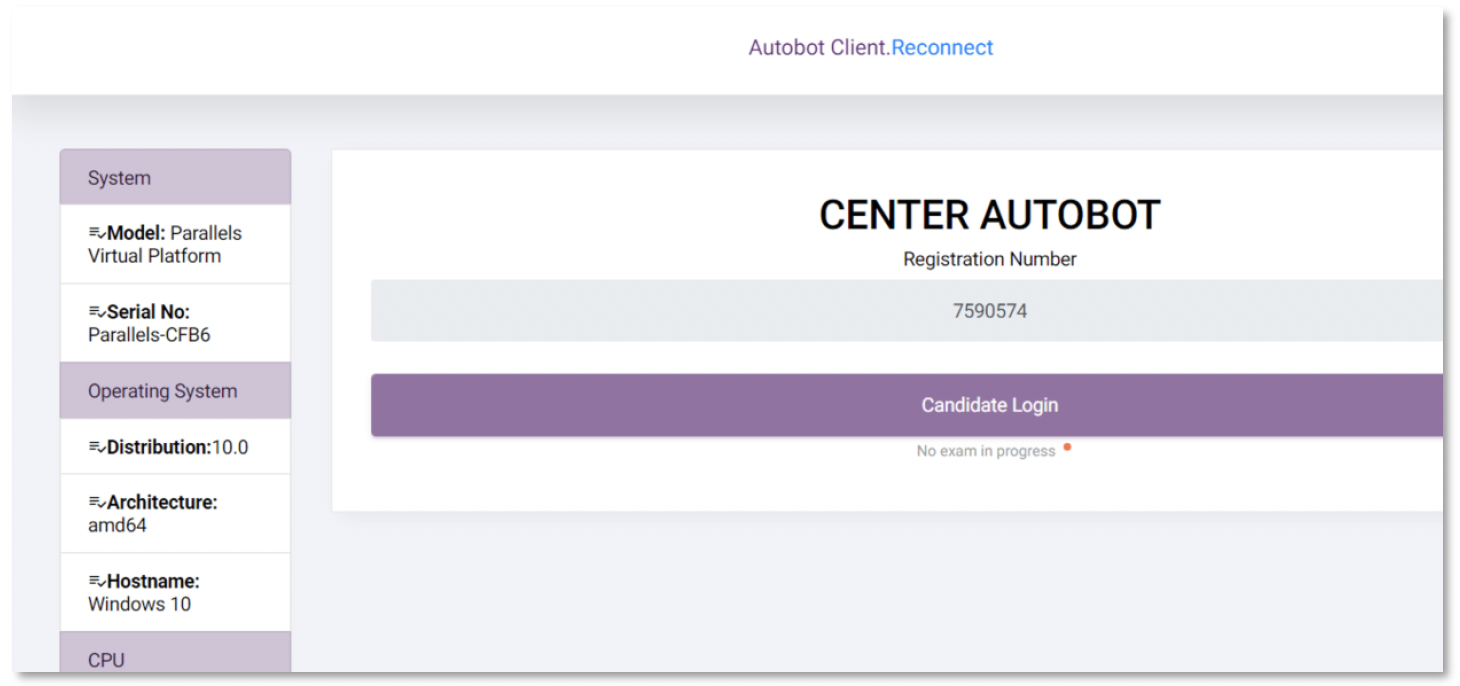 Autobot Client.Reconnect
System
Model: Parallels
Virtual Platform
Serial No:
Parallels-CFB6
Operating System
Distribution:10.0
Architecture:
amd64
Hostname:
Windows 10
CPU
CENTER AUTOBOT
Registration Number
7590574
Candidate Login
No exam in progress